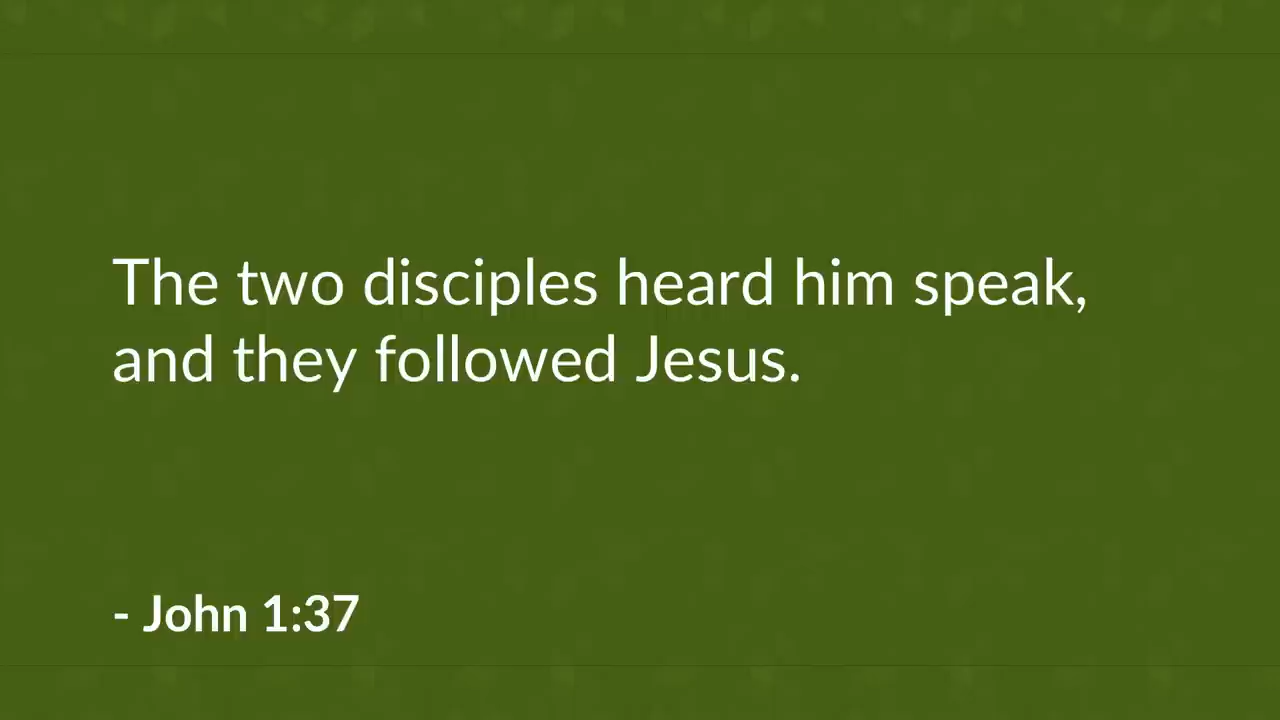 The two disciples heard him speak,
and they followed Jesus.
- John 1:37